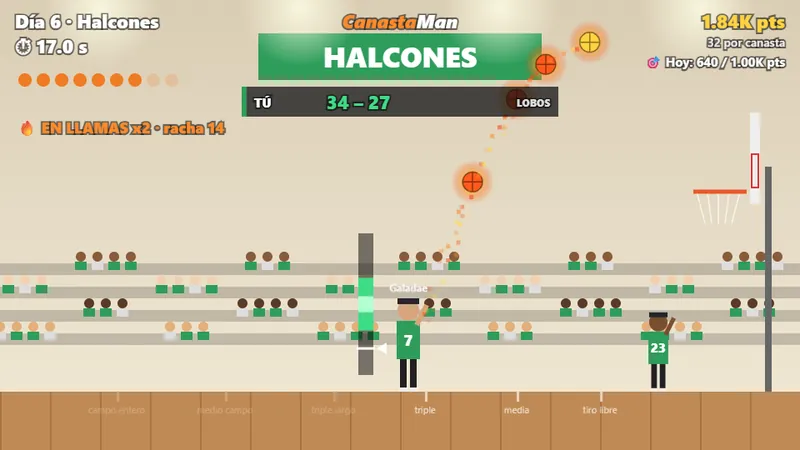 Día 6 · Halcones
CanastaMan
1.84K pts
17.0 s
32 por canasta
HALCONES
Hoy: 640 / 1.00K pts
TÚ
34 – 27
LOBOS
EN LLAMAS x2 · racha 14
Galadae
7
23
campo entero
medio campo
triple largo
triple
media
tiro libre